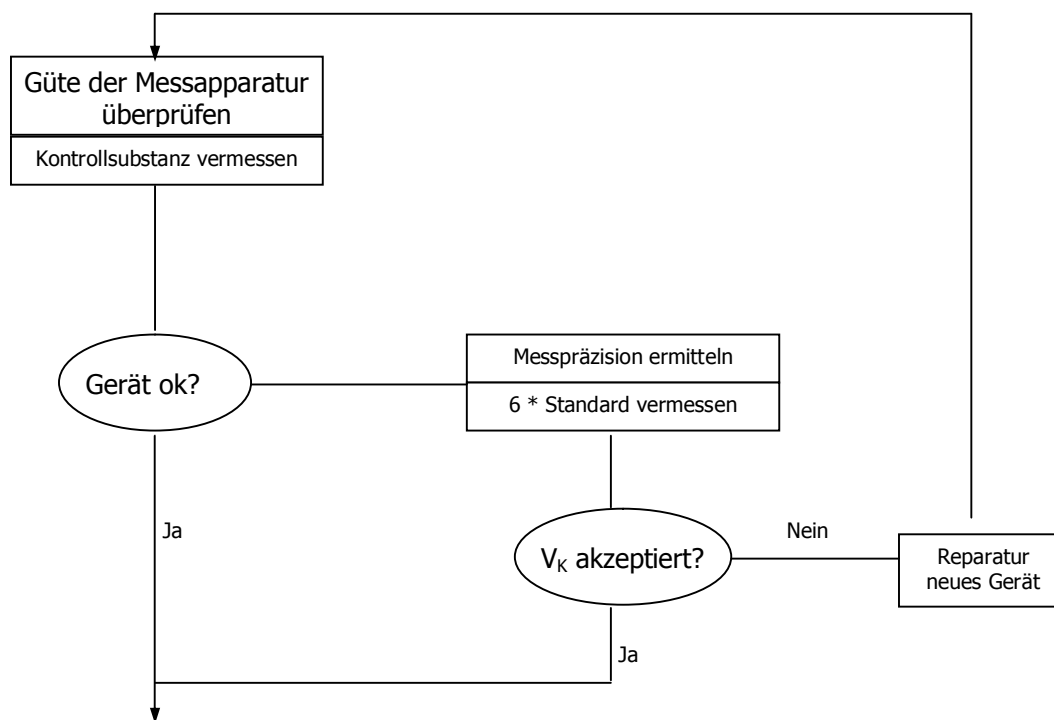 Güte der Messapparatur
überprüfen
Kontrollsubstanz vermessen
Gerät ok?
Messpräzision ermitteln
6 * Standard vermessen
Ja
V_K akzeptiert?
Nein
Reparatur
neues Gerät
Ja